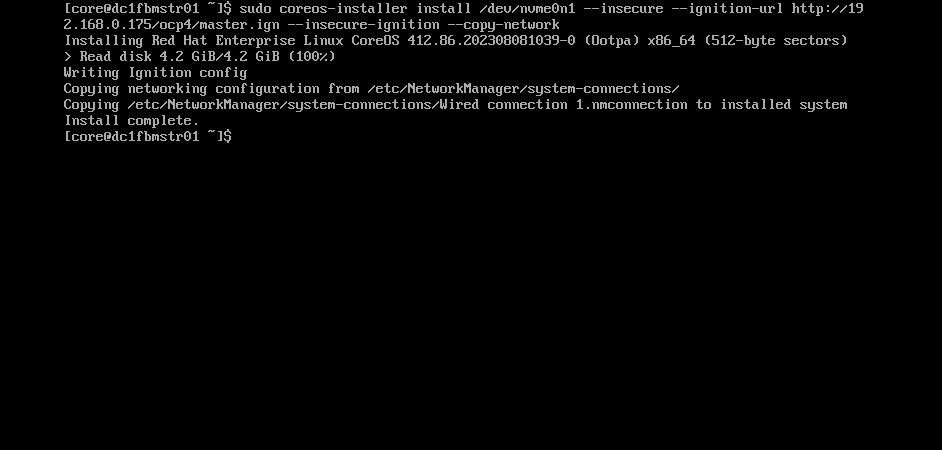 [core@dc1fbmstr01 ~]$ sudo coreos-installer install /dev/nvme0n1 --insecure --ignition-url http://19
2.168.0.175/ocp4/master.ign --insecure-ignition --copy-network
Installing Red Hat Enterprise Linux CoreOS 412.86.202308081039-0 (Ootpa) x86_64 (512-byte sectors)
> Read disk 4.2 GiB/4.2 GiB (100%)
Writing Ignition config
Copying networking configuration from /etc/NetworkManager/system-connections/
Copying /etc/NetworkManager/system-connections/Wired connection 1.nmconnection to installed system
Install complete.
[core@dc1fbmstr01 ~]$